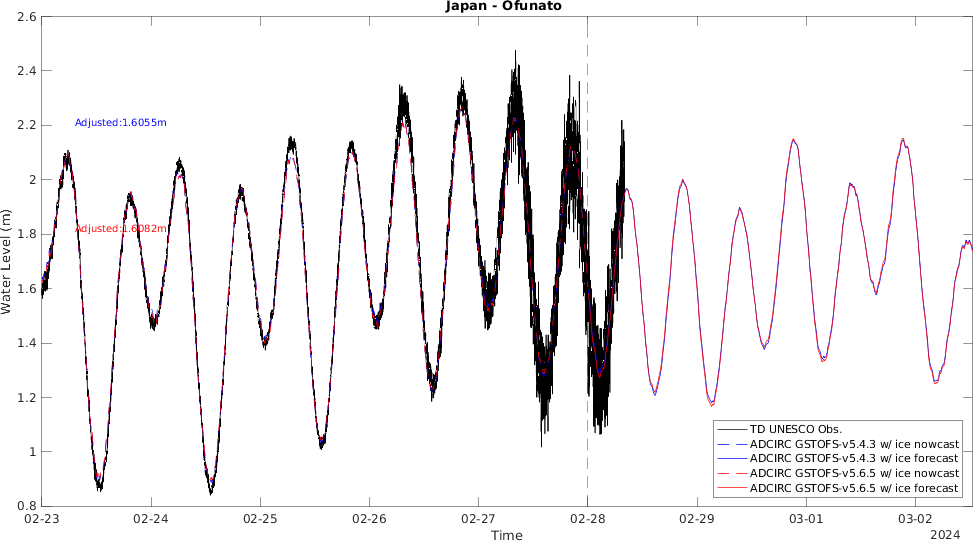 Japan - Ofunato
2.6
2.4
2.2
2
1.8
1.6
1.4
1.2
1
0.8
Water Level (m)
Adjusted:1.6055m
Adjusted:1.6082m
TD UNESCO Obs.
ADCIRC GSTOFS-v5.4.3 w/ ice nowcast
ADCIRC GSTOFS-v5.4.3 w/ ice forecast
ADCIRC GSTOFS-v5.6.5 w/ ice nowcast
ADCIRC GSTOFS-v5.6.5 w/ ice forecast
02-23 02-24 02-25 02-26 02-27 02-28 02-29 03-01 03-02
Time
2024